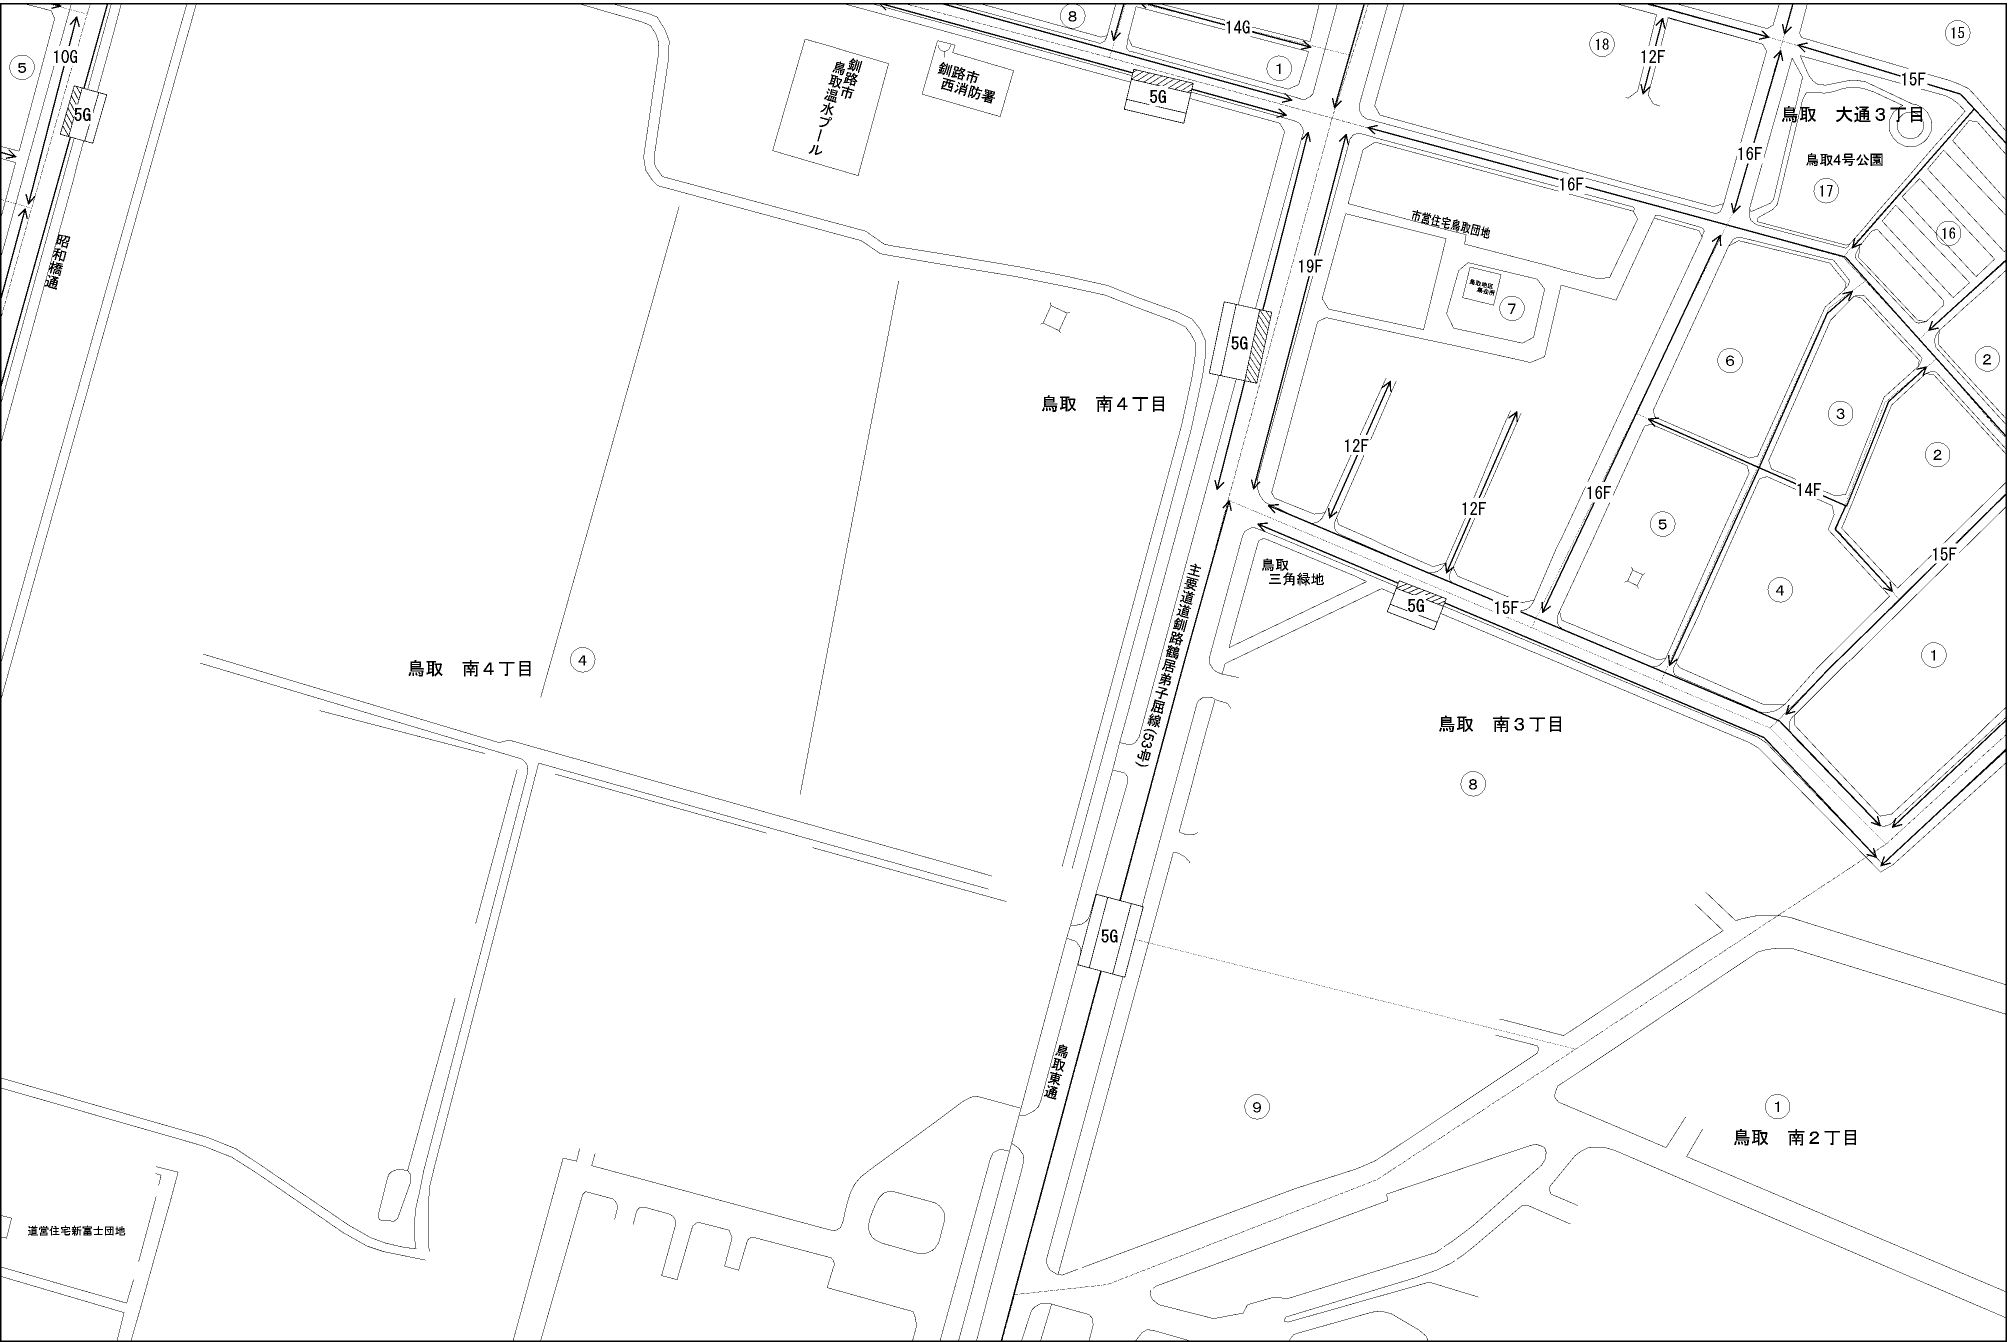 8
14G
1
18
12F
15
15F
5
10G
5G
釧路市
鳥取温水プール
釧路市
西消防署
5G
鳥取　大通３丁目
鳥取4号公園
17
16F
16F
16
昭和橋通
市営住宅鳥取団地
19F
鳥取地区
集会所
7
5G
6
2
鳥取　南４丁目
3
12F
2
14F
16F
12F
5
15F
鳥取
三角緑地
5G
15F
4
主要道道釧路鶴居弟子屈線(53号)
鳥取　南４丁目
4
1
鳥取　南３丁目
8
5G
鳥取東通
9
1
鳥取　南２丁目
道営住宅新富士団地